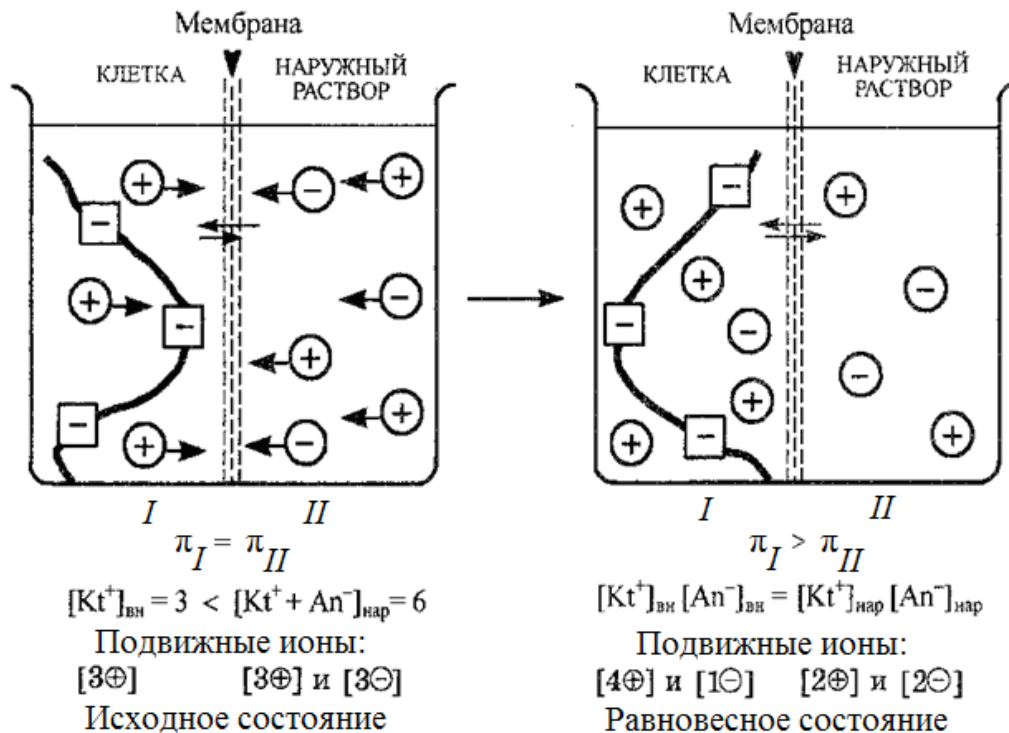 Мембрана
КЛЕТКА
НАРУЖНЫЙ
РАСТВОР
I
II
π_I = π_II
[Kt⁺]вн = 3 < [Kt⁺ + An⁻]нар = 6
Подвижные ионы:
[3⊕] [3⊕] и [3⊖]
Исходное состояние
Мембрана
КЛЕТКА
НАРУЖНЫЙ
РАСТВОР
I
II
π_I > π_II
[Kt⁺]вн [An⁻]вн = [Kt⁺]нар [An⁻]нар
Подвижные ионы:
[4⊕] и [1⊖] [2⊕] и [2⊖]
Равновесное состояние